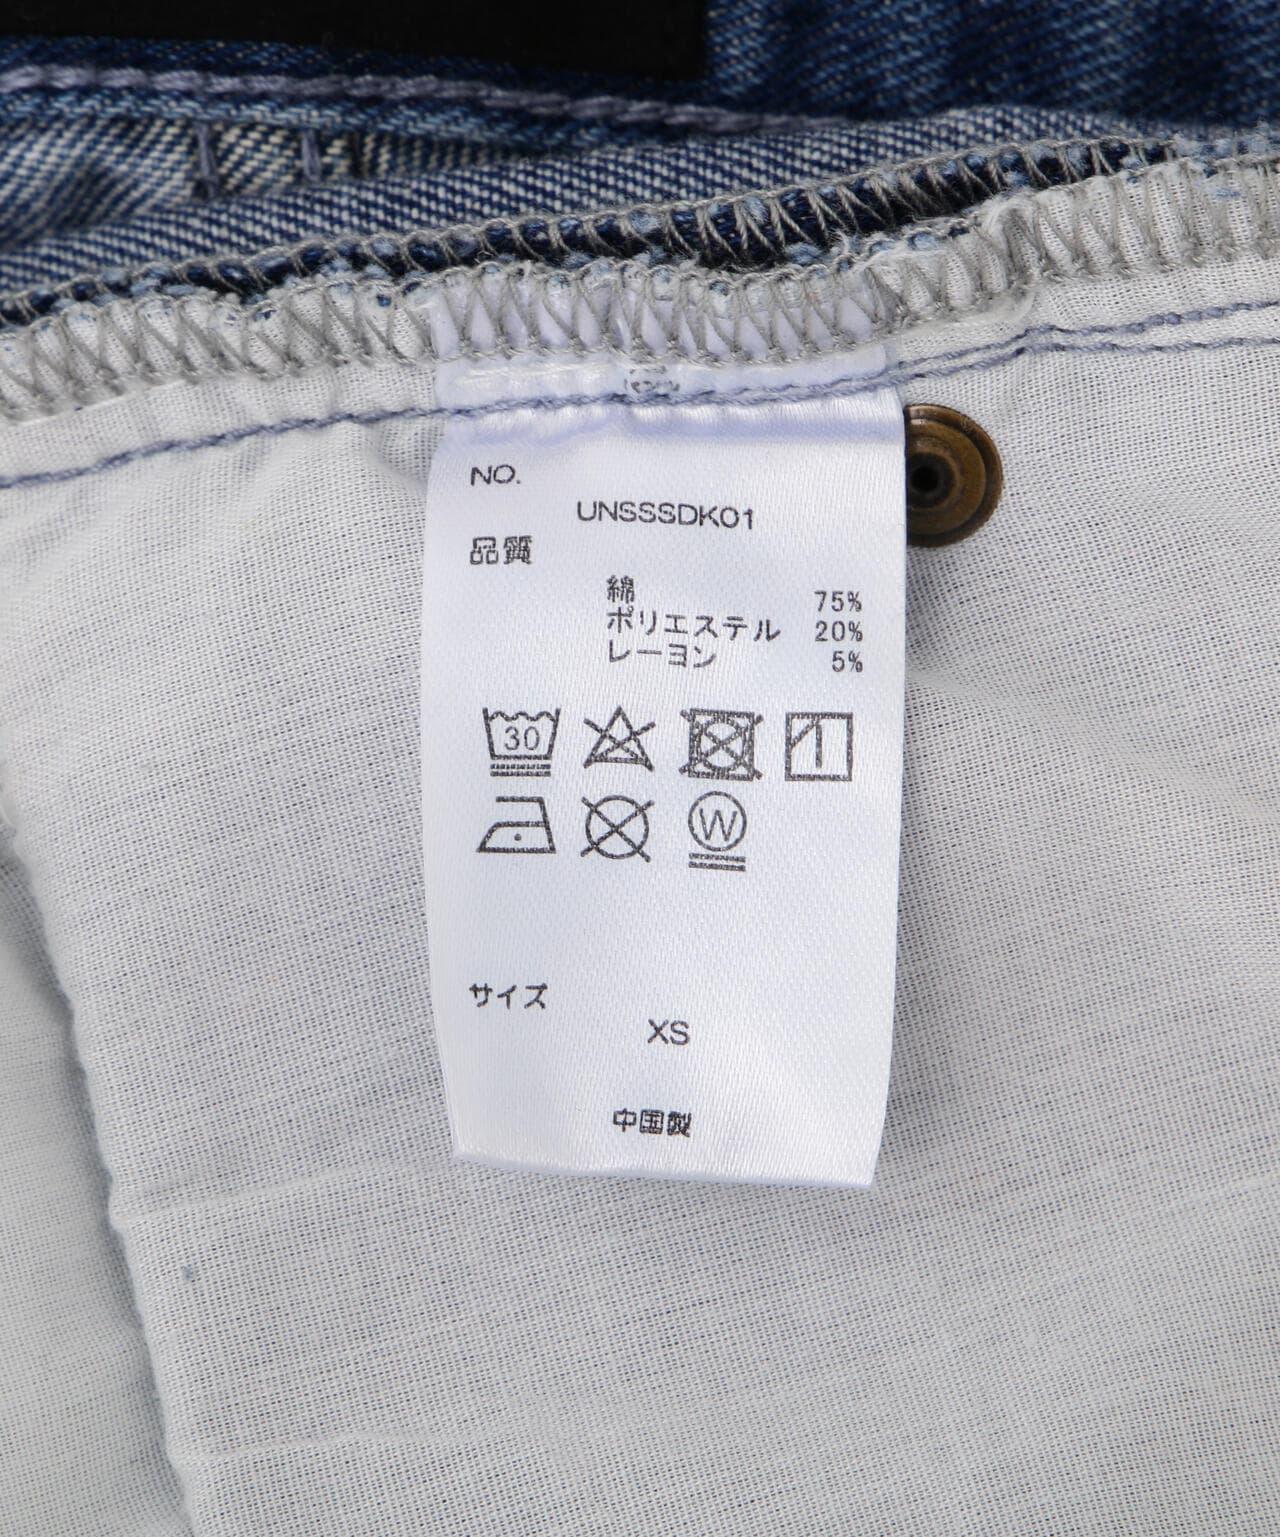 NO.
UNSSSDK01
品質
綿 75%
ポリエステル 20%
レーヨン 5%
30
W
サイズ
XS
中国製